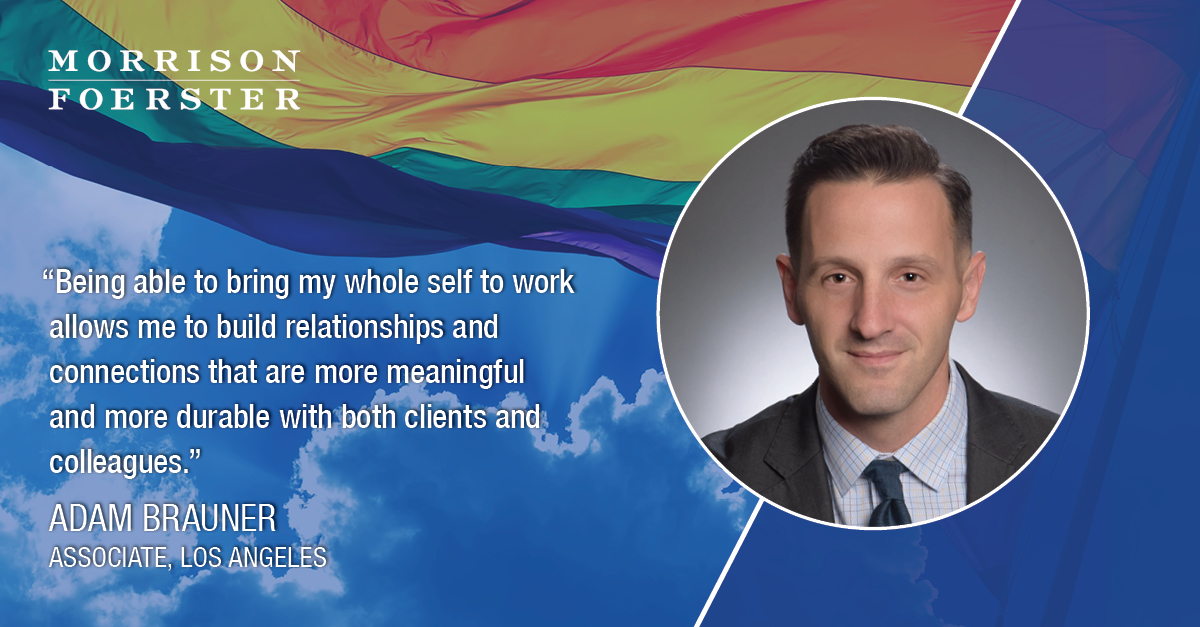 MORRISON
FOERSTER
“Being able to bring my whole self to work
allows me to build relationships and
connections that are more meaningful
and more durable with both clients and
colleagues.”
ADAM BRAUNER
ASSOCIATE, LOS ANGELES